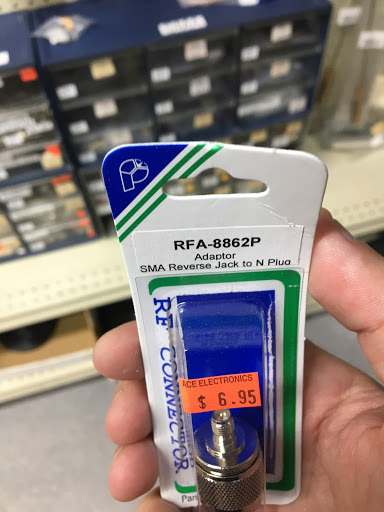 RFA-8862P
Adaptor
SMA Reverse Jack to N Plug
RF CONNECTOR
ACE ELECTRONICS
$ 6.95